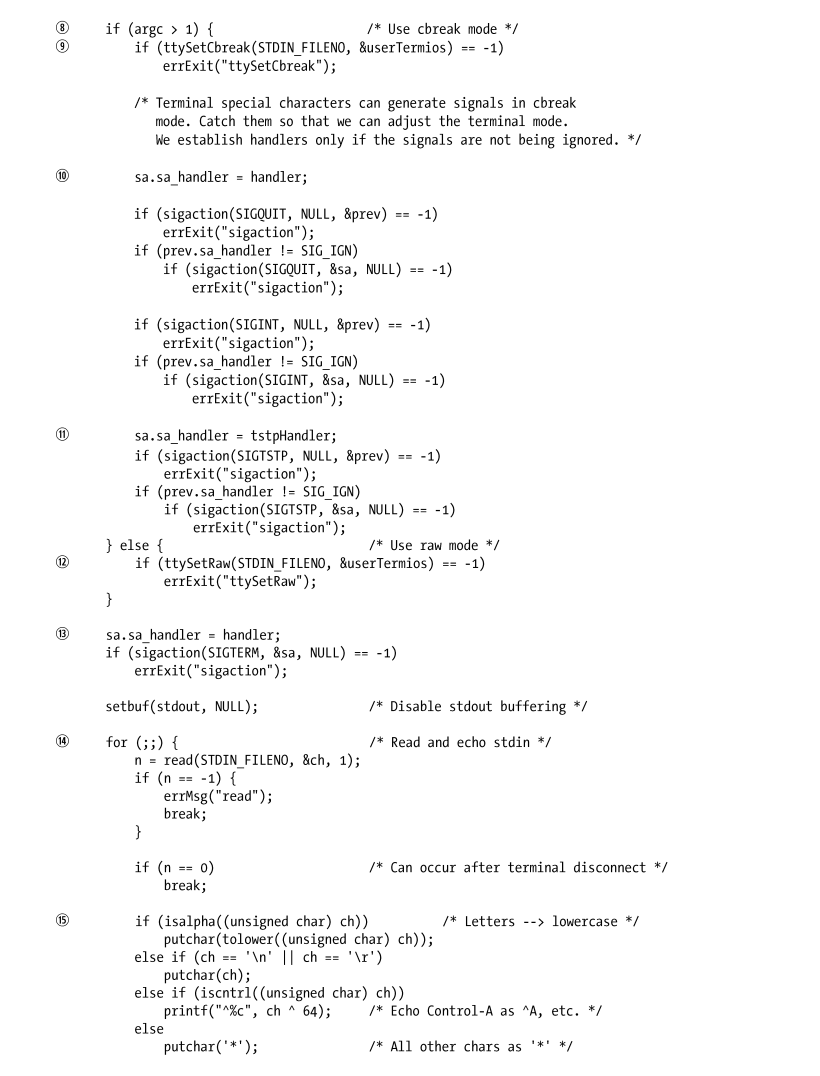 ⑧ if (argc > 1) { /* Use cbreak mode */
⑨ if (ttySetCbreak(STDIN_FILENO, &userTermios) == -1)
errExit("ttySetCbreak");
/* Terminal special characters can generate signals in cbreak
mode. Catch them so that we can adjust the terminal mode.
We establish handlers only if the signals are not being ignored. */
⑩ sa.sa_handler = handler;
if (sigaction(SIGQUIT, NULL, &prev) == -1)
errExit("sigaction");
if (prev.sa_handler != SIG_IGN)
if (sigaction(SIGQUIT, &sa, NULL) == -1)
errExit("sigaction");
if (sigaction(SIGINT, NULL, &prev) == -1)
errExit("sigaction");
if (prev.sa_handler != SIG_IGN)
if (sigaction(SIGINT, &sa, NULL) == -1)
errExit("sigaction");
⑪ sa.sa_handler = tstpHandler;
if (sigaction(SIGTSTP, NULL, &prev) == -1)
errExit("sigaction");
if (prev.sa_handler != SIG_IGN)
if (sigaction(SIGTSTP, &sa, NULL) == -1)
errExit("sigaction");
} else { /* Use raw mode */
⑫ if (ttySetRaw(STDIN_FILENO, &userTermios) == -1)
errExit("ttySetRaw");
}
⑬ sa.sa_handler = handler;
if (sigaction(SIGTERM, &sa, NULL) == -1)
errExit("sigaction");
setbuf(stdout, NULL); /* Disable stdout buffering */
⑭ for (;;) { /* Read and echo stdin */
n = read(STDIN_FILENO, &ch, 1);
if (n == -1) {
errMsg("read");
break;
}
if (n == 0) /* Can occur after terminal disconnect */
break;
⑮ if (isalpha((unsigned char) ch)) /* Letters --> lowercase */
putchar(tolower((unsigned char) ch));
else if (ch == '\n' || ch == '\r')
putchar(ch);
else if (iscntrl((unsigned char) ch))
printf("^%c", ch ^ 64); /* Echo Control-A as ^A, etc. */
else
putchar('*'); /* All other chars as '*' */